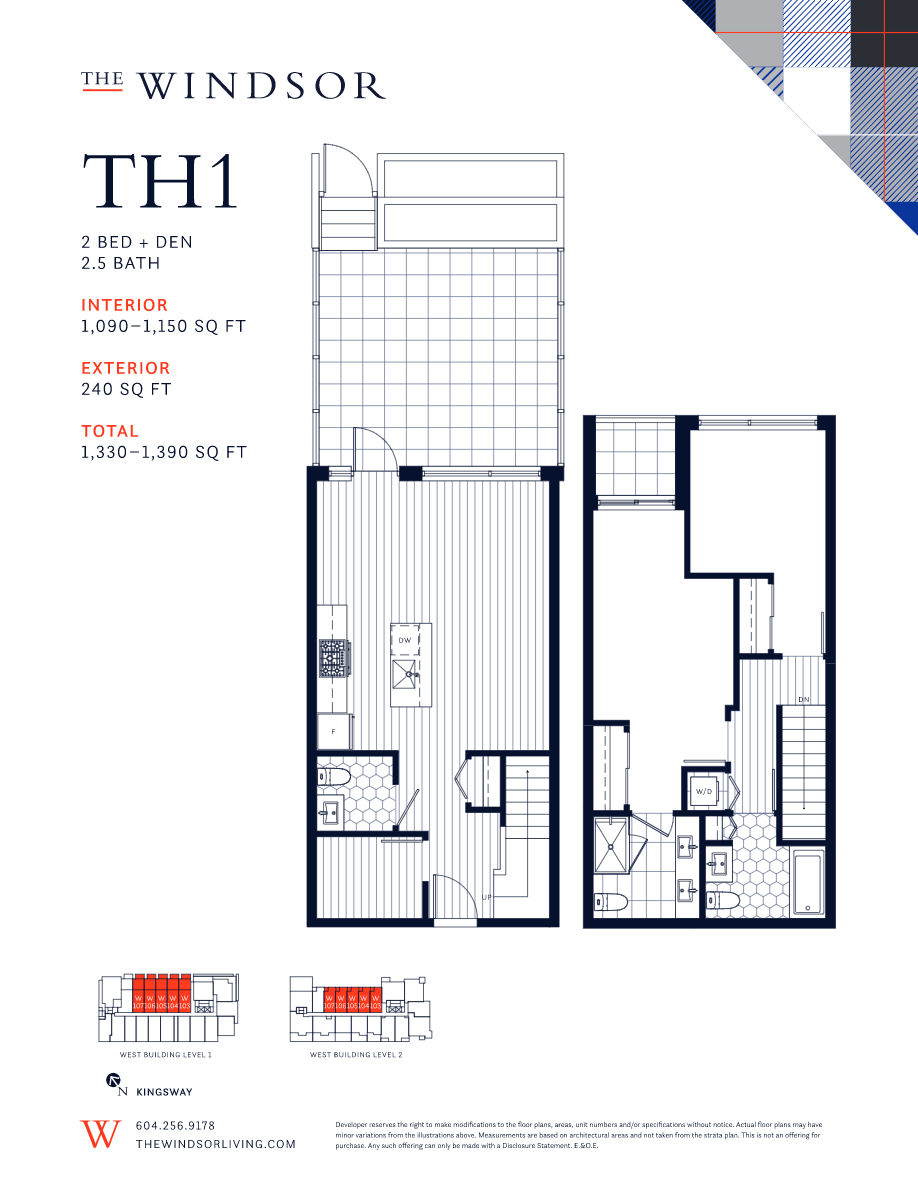 THE WINDSOR
TH1
2 BED + DEN
2.5 BATH
INTERIOR
1,090–1,150 SQ FT
EXTERIOR
240 SQ FT
TOTAL
1,330–1,390 SQ FT
DW
F
UP
DN
W/D
W W W W W
107 106 105 104 103
WEST BUILDING LEVEL 1
W W W W W
107 106 105 104 103
WEST BUILDING LEVEL 2
N KINGSWAY
W
604.256.9178
THEWINDSORLIVING.COM
Developer reserves the right to make modifications to the floor plans, areas, unit numbers and/or specifications without notice. Actual floor plans may have
minor variations from the illustrations above. Measurements are based on architectural areas and not taken from the strata plan. This is not an offering for
purchase. Any such offering can only be made with a Disclosure Statement. E.&O.E.